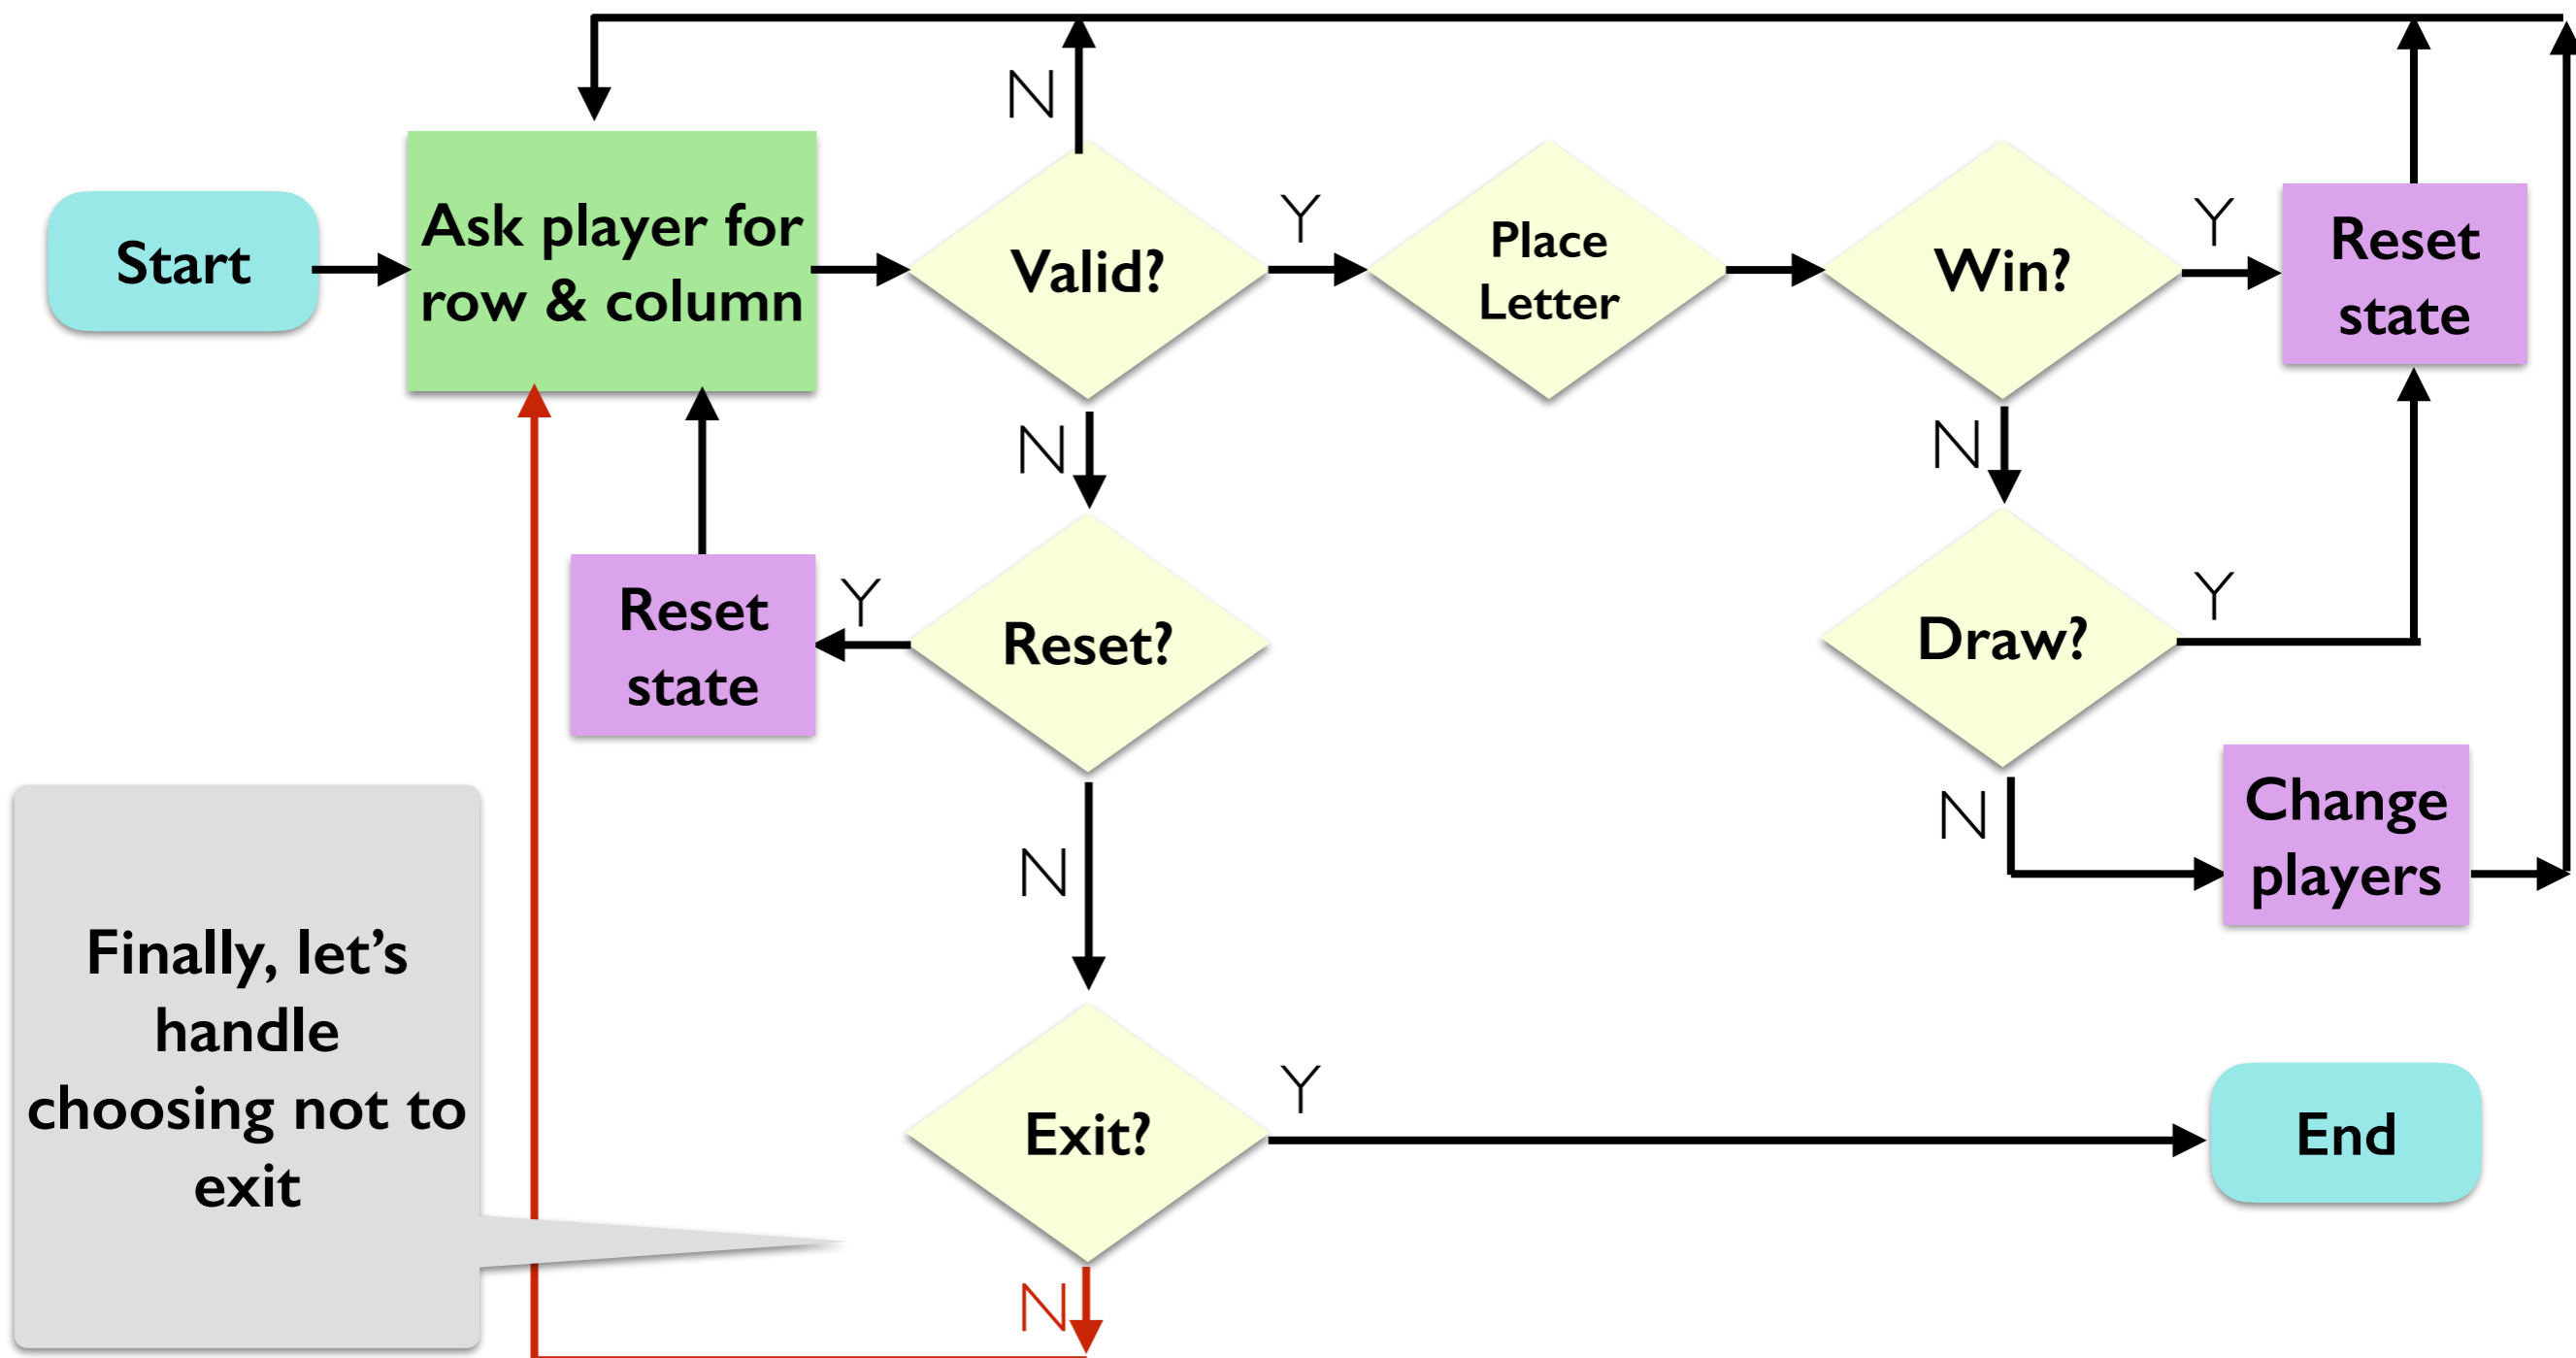 N
Start
Ask player for
row & column
Valid?
Y
Place
Letter
Win?
Y
Reset
state
N
N
Reset
state
Y
Reset?
Draw?
Y
N
N
Change
players
Finally, let’s
handle
choosing not to
exit
Exit?
Y
End
N